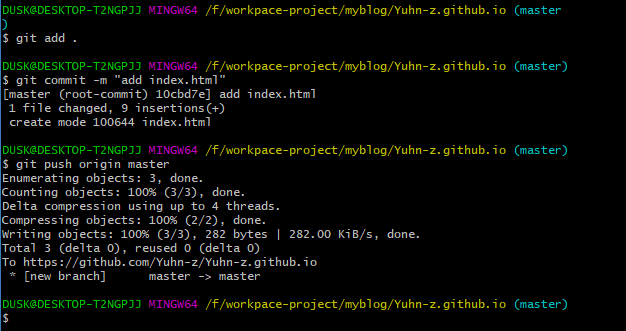 DUSK@DESKTOP-T2NGPJJ MINGW64 /f/workpace-project/myblog/Yuhn-z.github.io (master
)
$ git add .
DUSK@DESKTOP-T2NGPJJ MINGW64 /f/workpace-project/myblog/Yuhn-z.github.io (master)
$ git commit -m "add index.html"
[master (root-commit) 10cbd7e] add index.html
 1 file changed, 9 insertions(+)
 create mode 100644 index.html
DUSK@DESKTOP-T2NGPJJ MINGW64 /f/workpace-project/myblog/Yuhn-z.github.io (master)
$ git push origin master
Enumerating objects: 3, done.
Counting objects: 100% (3/3), done.
Delta compression using up to 4 threads.
Compressing objects: 100% (2/2), done.
Writing objects: 100% (3/3), 282 bytes | 282.00 KiB/s, done.
Total 3 (delta 0), reused 0 (delta 0)
To https://github.com/Yuhn-z/Yuhn-z.github.io
 * [new branch]      master -> master
DUSK@DESKTOP-T2NGPJJ MINGW64 /f/workpace-project/myblog/Yuhn-z.github.io (master)
$